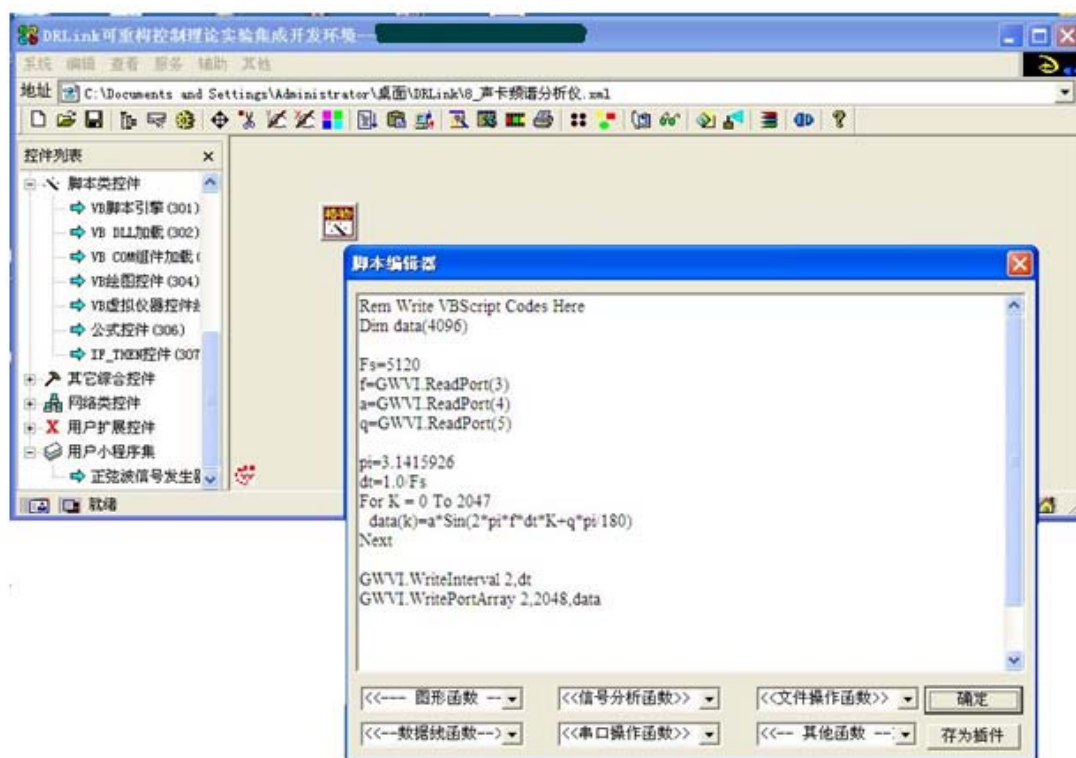 DRLink可重构控制理论实验集成开发环境--
系统 编辑 查看 服务 辅助 其他
地址 C:\Documents and Settings\Administrator\桌面\DRLink\8_声卡频谱分析仪.xml
控件列表
脚本类控件
VB脚本引擎(301)
VB DLL加载(302)
VB COM组件加载(
VB绘图控件(304)
VB虚拟仪器控件
公式控件(306)
IF_THEN控件(307
其它综合控件
网络类控件
用户扩展控件
用户小程序集
正弦波信号发生器
就绪
脚本编辑器
Rem Write VBScript Codes Here
Dim data(4096)
Fs=5120
f=GWVI.ReadPort(3)
a=GWVI.ReadPort(4)
q=GWVI.ReadPort(5)
pi=3.1415926
dt=1.0/Fs
For K = 0 To 2047
data(k)=a*Sin(2*pi*f*dt*K+q*pi/180)
Next
GWVI.WriteInterval 2,dt
GWVI.WritePortArray 2,2048,data
<<--- 图形函数 -- <<信号分析函数>> <<文件操作函数>> 确定
<<--数据线函数--> <<串口操作函数>> <<-- 其他函数 --: 存为插件